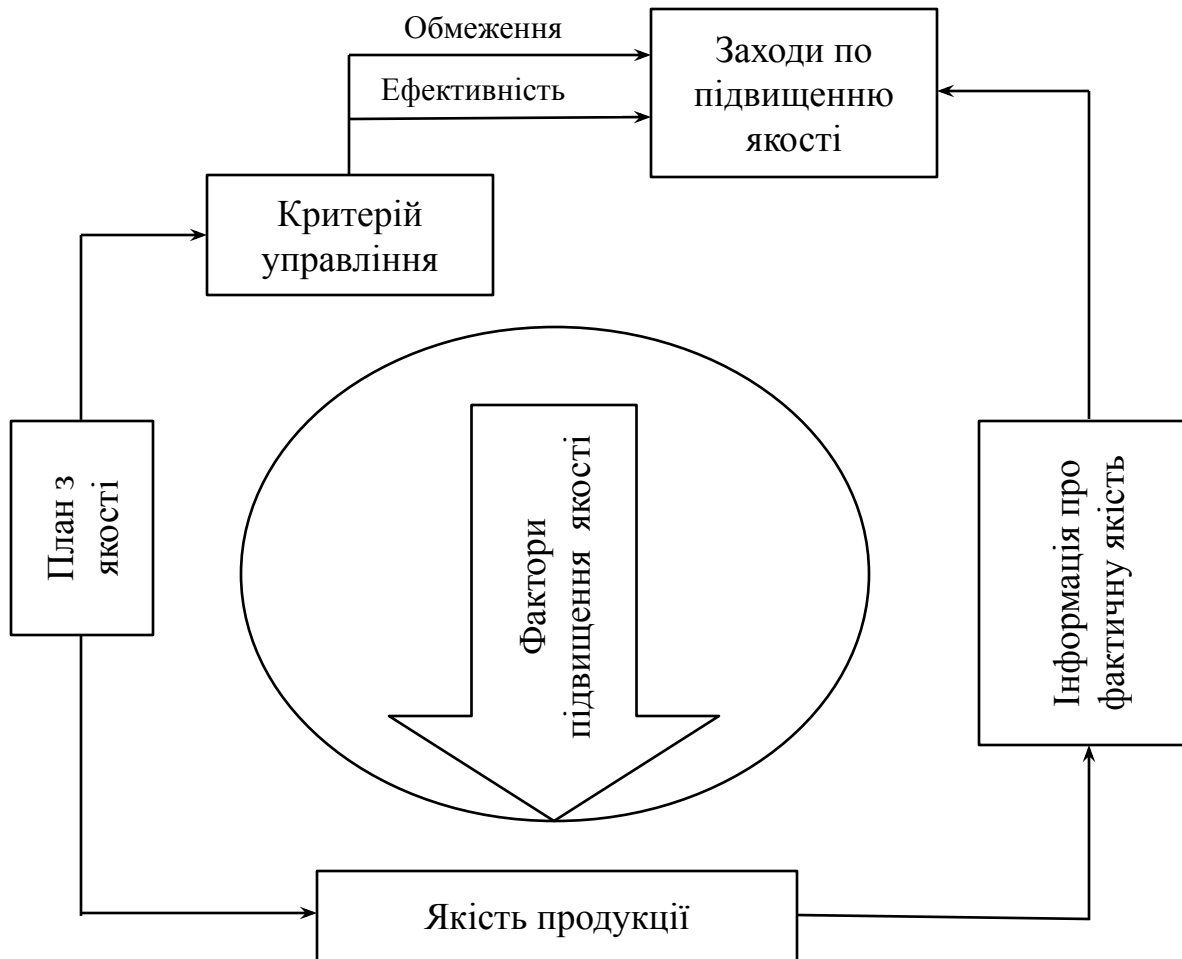 Обмеження
Заходи по
підвищенню
якості
Ефективність
Критерій
управління
План з
якості
Фактори
підвищення якості
Інформація про
фактичну якість
Якість продукції